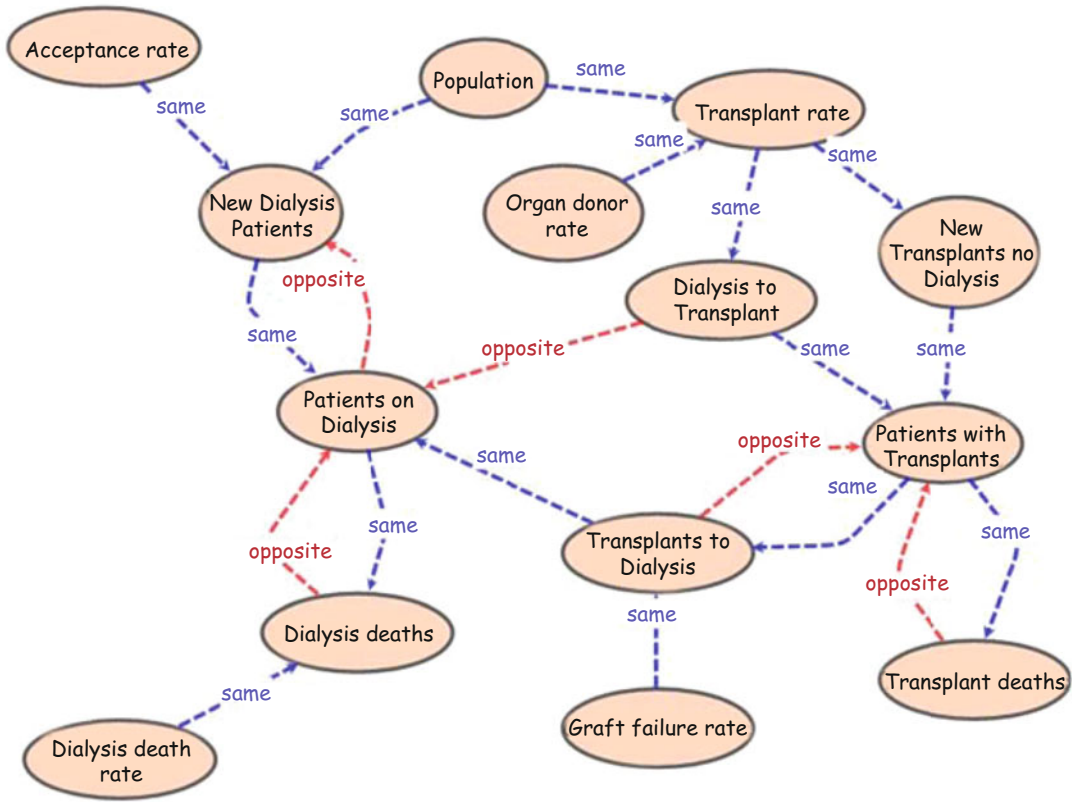 Acceptance rate
same
Population
same
same
Transplant rate
same
same
Organ donor
rate
same
New Dialysis
Patients
New
Transplants no
Dialysis
opposite
Dialysis to
Transplant
same
opposite
same
same
Patients on
Dialysis
opposite
Patients with
Transplants
same
same
same
same
opposite
Transplants to
Dialysis
opposite
same
Dialysis deaths
same
Transplant deaths
Graft failure rate
Dialysis death
rate